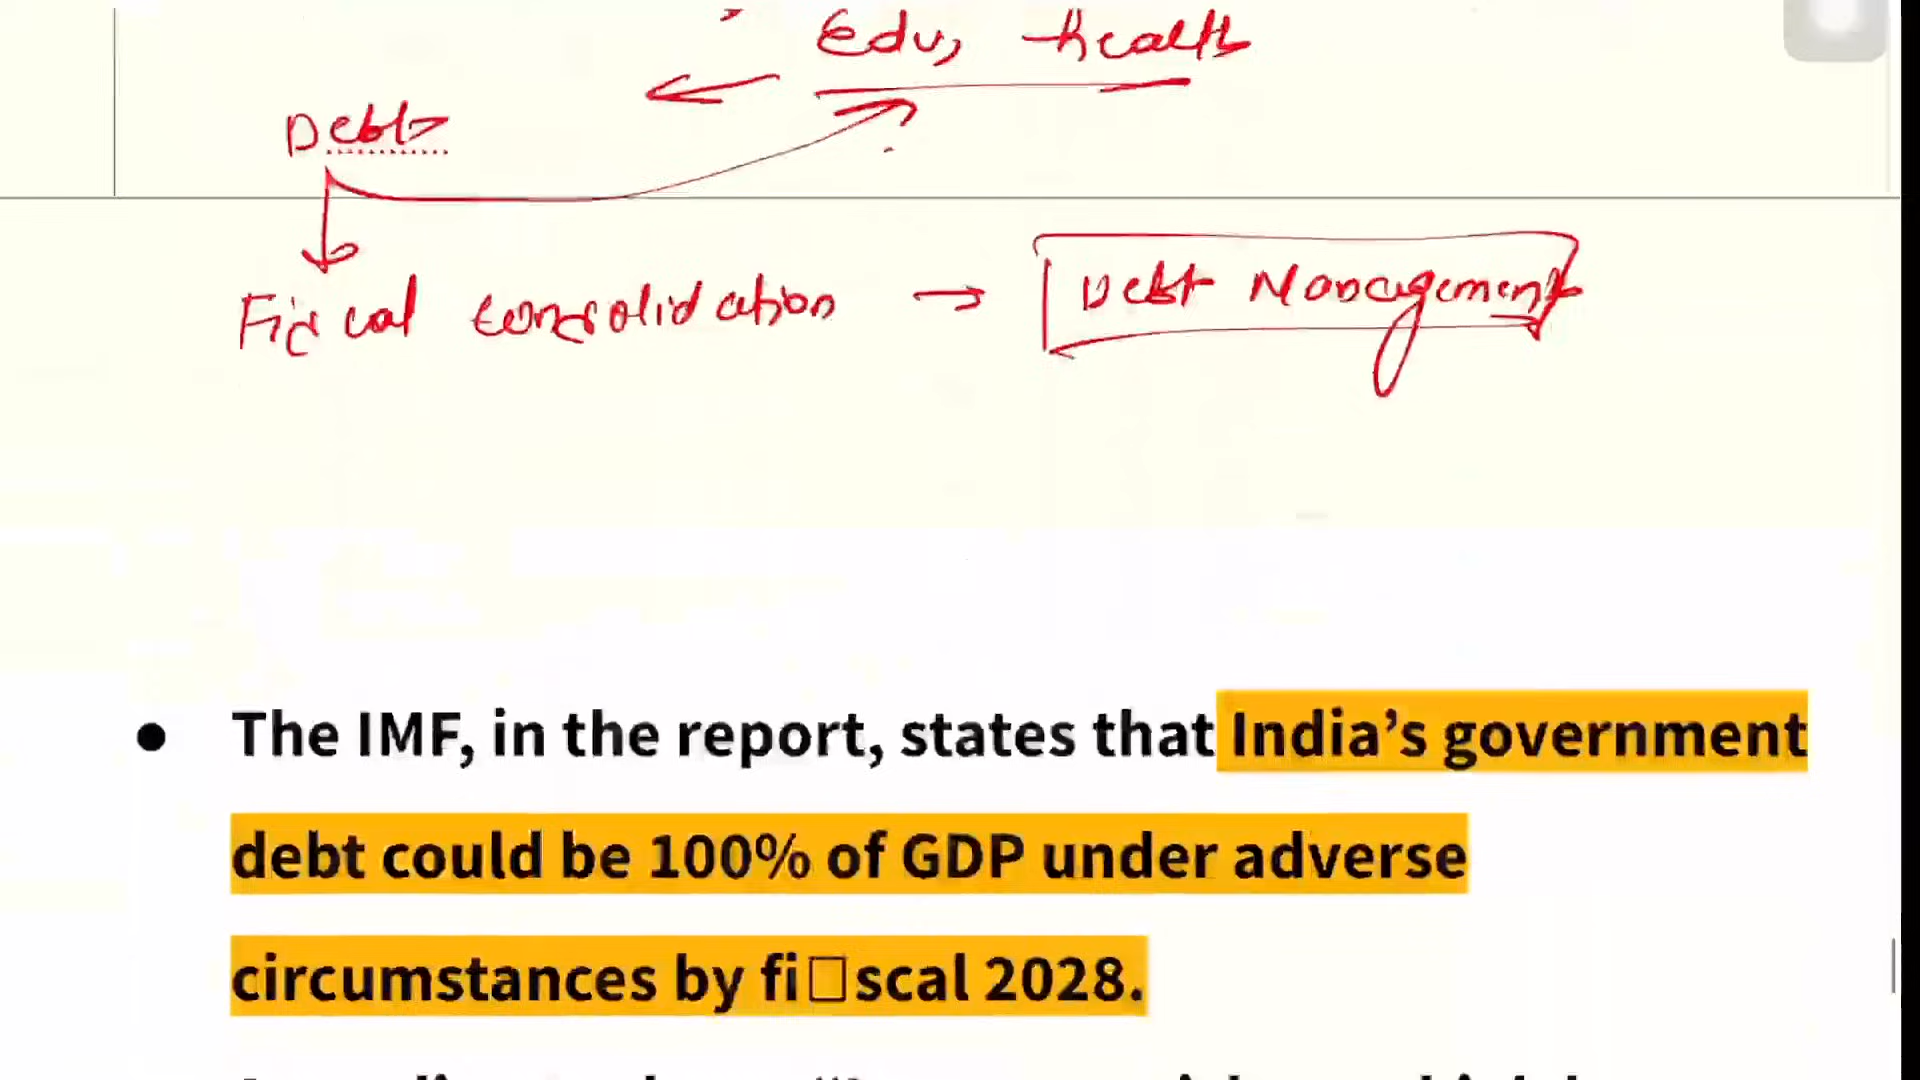 Edu, health
Debt
Fiscal consolidation → Debt Management
● The IMF, in the report, states that India’s government
debt could be 100% of GDP under adverse
circumstances by fi□scal 2028.